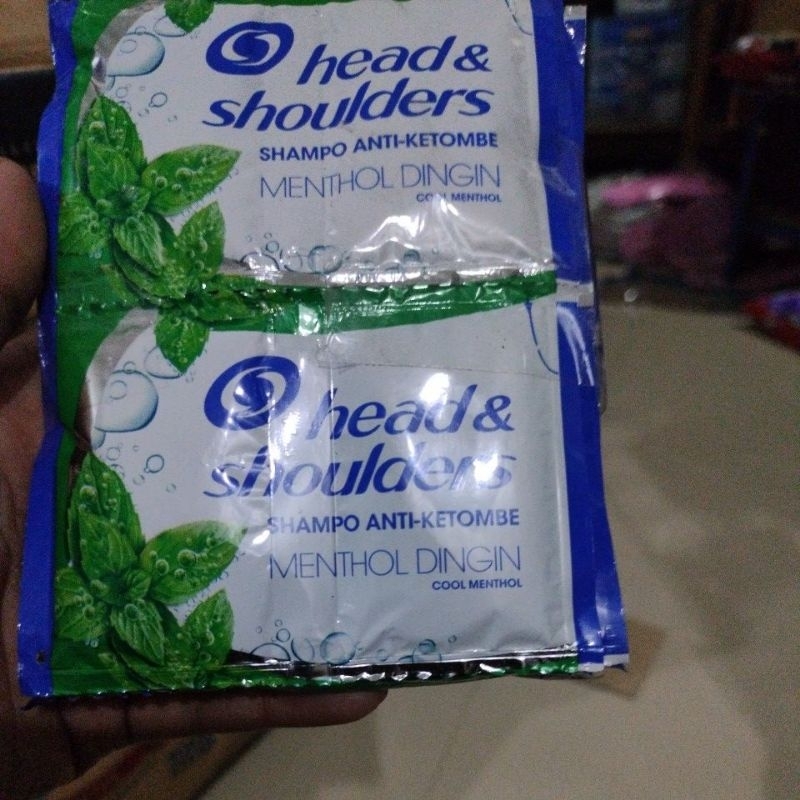 head &
shoulders
SHAMPO ANTI-KETOMBE
MENTHOL DINGIN
COOL MENTHOL
head &
shoulders
SHAMPO ANTI-KETOMBE
MENTHOL DINGIN
COOL MENTHOL